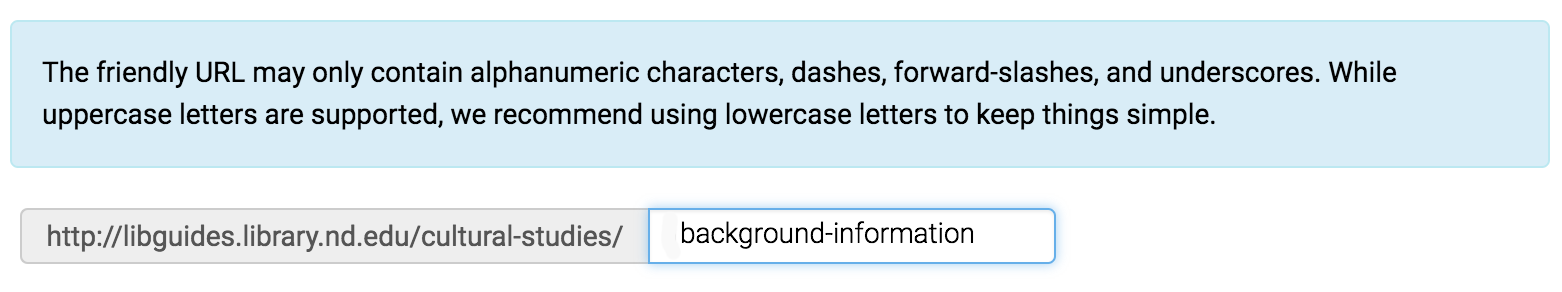 The friendly URL may only contain alphanumeric characters, dashes, forward-slashes, and underscores. While
uppercase letters are supported, we recommend using lowercase letters to keep things simple.
http://libguides.library.nd.edu/cultural-studies/ background-information